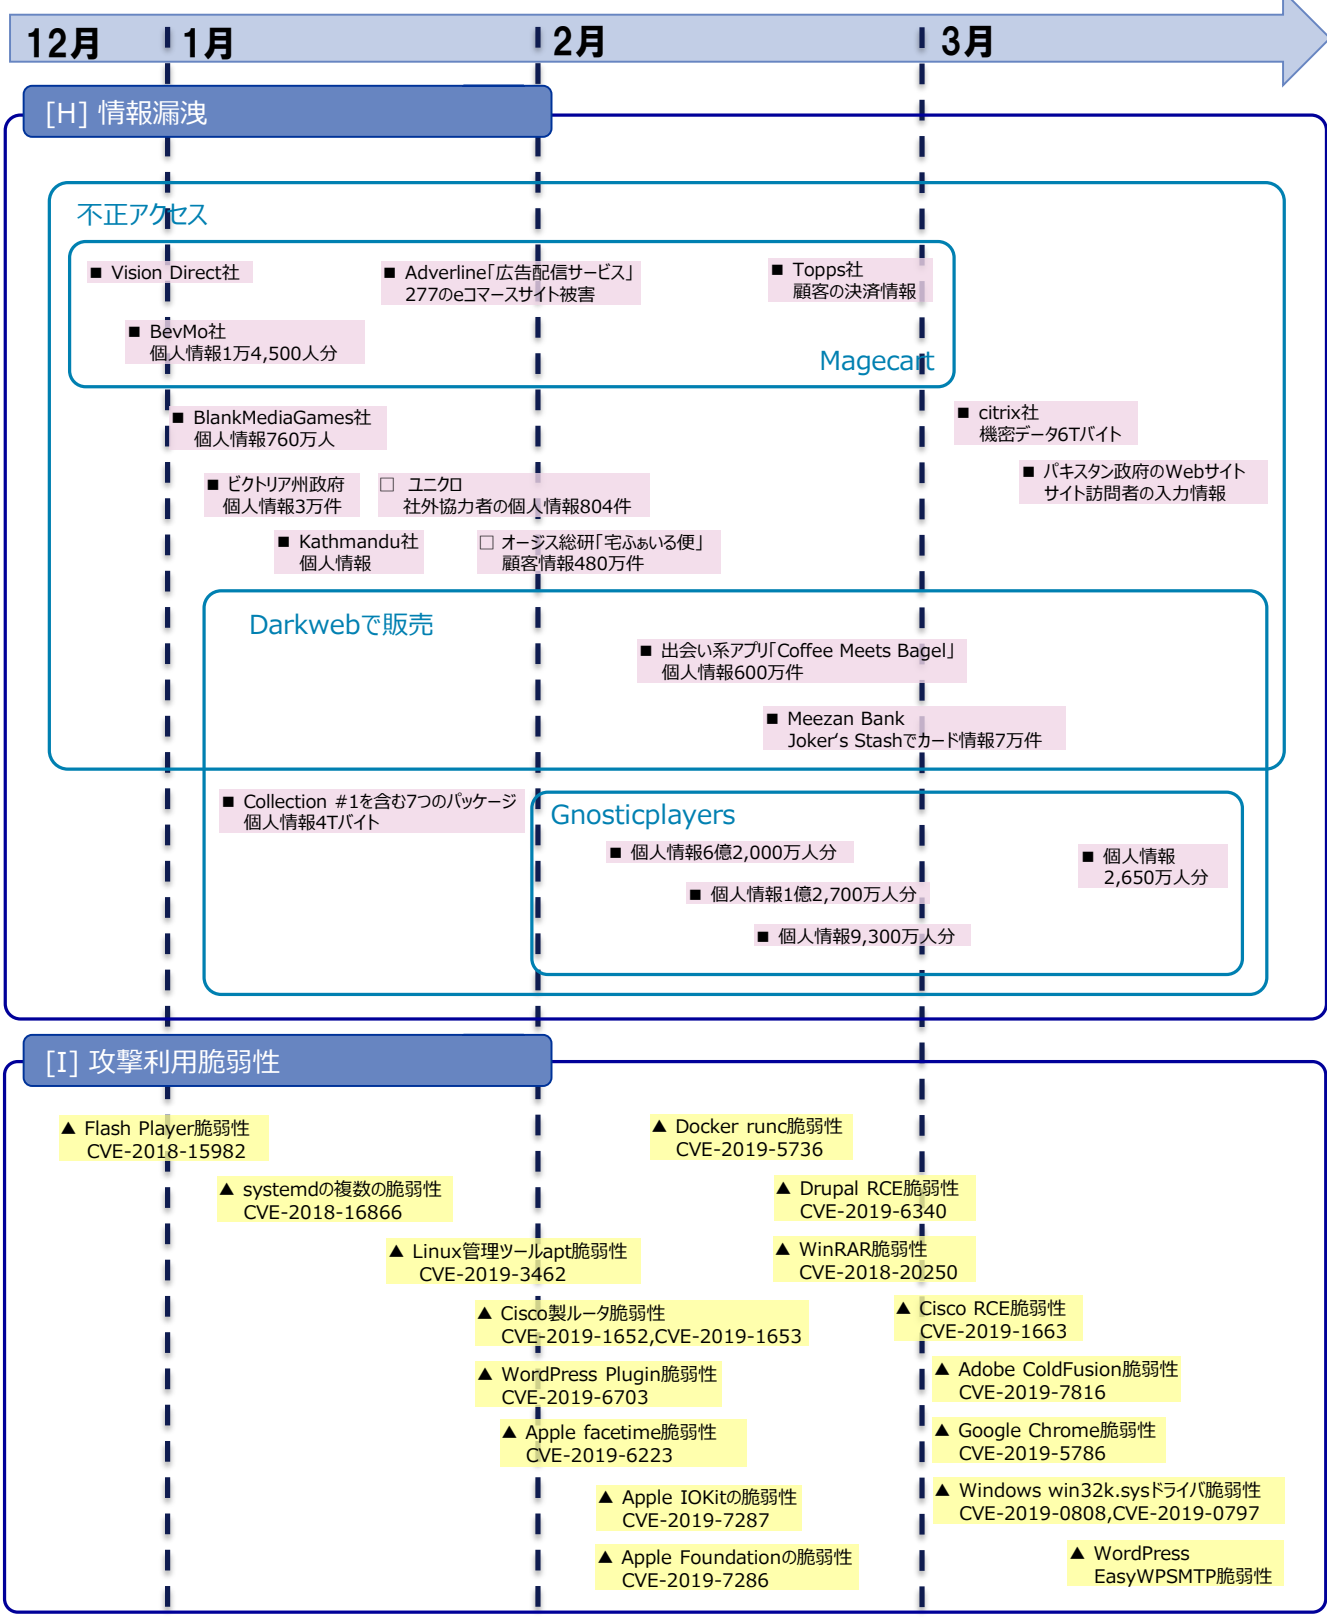 12月
1月
2月
3月
[H] 情報漏洩
不正アクセス
■ Vision Direct社
■ Adverline「広告配信サービス」
277のeコマースサイト被害
■ Topps社
顧客の決済情報
■ BevMo社
個人情報1万4,500人分
Magecart
■ BlankMediaGames社
個人情報760万人
■ citrix社
機密データ6Tバイト
■ ビクトリア州政府
個人情報3万件
□ ユニクロ
社外協力者の個人情報804件
■ パキスタン政府のWebサイト
サイト訪問者の入力情報
■ Kathmandu社
個人情報
□ オージス総研「宅ふぁいる便」
顧客情報480万件
Darkwebで販売
■ 出会い系アプリ「Coffee Meets Bagel」
個人情報600万件
■ Meezan Bank
Joker‘s Stashでカード情報7万件
■ Collection #1を含む7つのパッケージ
個人情報4Tバイト
Gnosticplayers
■ 個人情報6億2,000万人分
■ 個人情報
2,650万人分
■ 個人情報1億2,700万人分
■ 個人情報9,300万人分
[I] 攻撃利用脆弱性
▲ Flash Player脆弱性
CVE-2018-15982
▲ Docker runc脆弱性
CVE-2019-5736
▲ systemdの複数の脆弱性
CVE-2018-16866
▲ Drupal RCE脆弱性
CVE-2019-6340
▲ Linux管理ツールapt脆弱性
CVE-2019-3462
▲ WinRAR脆弱性
CVE-2018-20250
▲ Cisco製ルータ脆弱性
CVE-2019-1652,CVE-2019-1653
▲ Cisco RCE脆弱性
CVE-2019-1663
▲ WordPress Plugin脆弱性
CVE-2019-6703
▲ Adobe ColdFusion脆弱性
CVE-2019-7816
▲ Apple facetime脆弱性
CVE-2019-6223
▲ Google Chrome脆弱性
CVE-2019-5786
▲ Apple IOKitの脆弱性
CVE-2019-7287
▲ Windows win32k.sysドライバ脆弱性
CVE-2019-0808,CVE-2019-0797
▲ Apple Foundationの脆弱性
CVE-2019-7286
▲ WordPress
EasyWPSMTP脆弱性